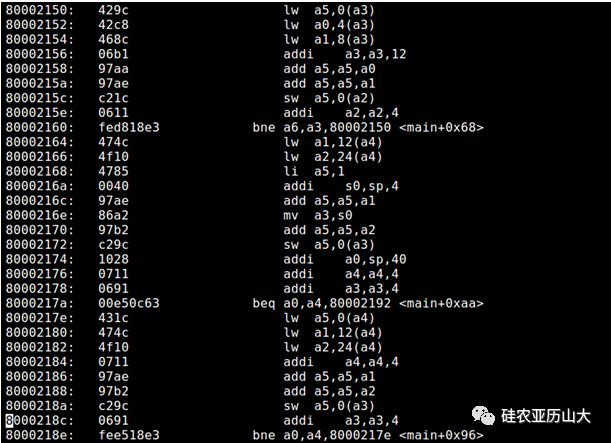 80002150: 429c lw a5,0(a3)
80002152: 42c8 lw a0,4(a3)
80002154: 468c lw a1,8(a3)
80002156: 06b1 addi a3,a3,12
80002158: 97aa add a5,a5,a0
8000215a: 97ae add a5,a5,a1
8000215c: c21c sw a5,0(a2)
8000215e: 0611 addi a2,a2,4
80002160: fed818e3 bne a6,a3,80002150 <main+0x68>
80002164: 474c lw a1,12(a4)
80002166: 4f10 lw a2,24(a4)
80002168: 4785 li a5,1
8000216a: 0040 addi s0,sp,4
8000216c: 97ae add a5,a5,a1
8000216e: 86a2 mv a3,s0
80002170: 97b2 add a5,a5,a2
80002172: c29c sw a5,0(a3)
80002174: 1028 addi a0,sp,40
80002176: 0711 addi a4,a4,4
80002178: 0691 addi a3,a3,4
8000217a: 00e50c63 beq a0,a4,80002192 <main+0xaa>
8000217e: 431c lw a5,0(a4)
80002180: 474c lw a1,12(a4)
80002182: 4f10 lw a2,24(a4)
80002184: 0711 addi a4,a4,4
80002186: 97ae add a5,a5,a1
80002188: 97b2 add a5,a5,a2
8000218a: c29c sw a5,0(a3)
8000218c: 0691 addi a3,a3,4
8000218e: fee518e3 bne a0,a4,8000217e <main+0x96>
硅农亚历山大